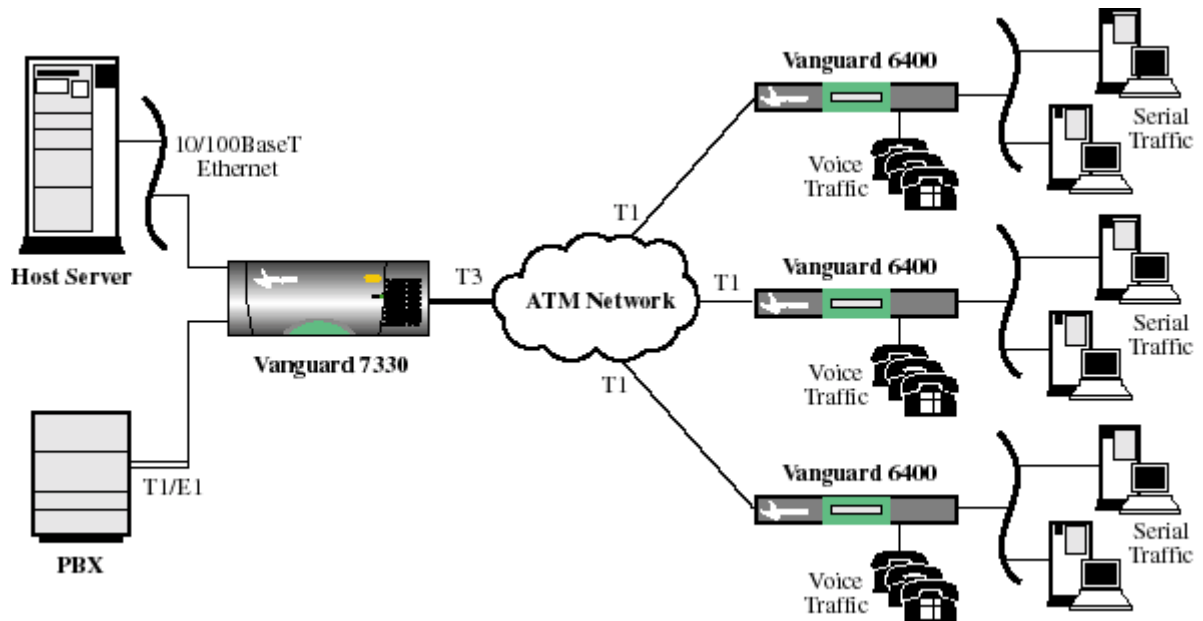 10/100BaseT
Ethernet
Host Server
Vanguard 7330
T1/E1
PBX
T3
ATM Network
T1
T1
T1
Vanguard 6400
Voice
Traffic
Serial
Traffic
Vanguard 6400
Voice
Traffic
Serial
Traffic
Vanguard 6400
Voice
Traffic
Serial
Traffic